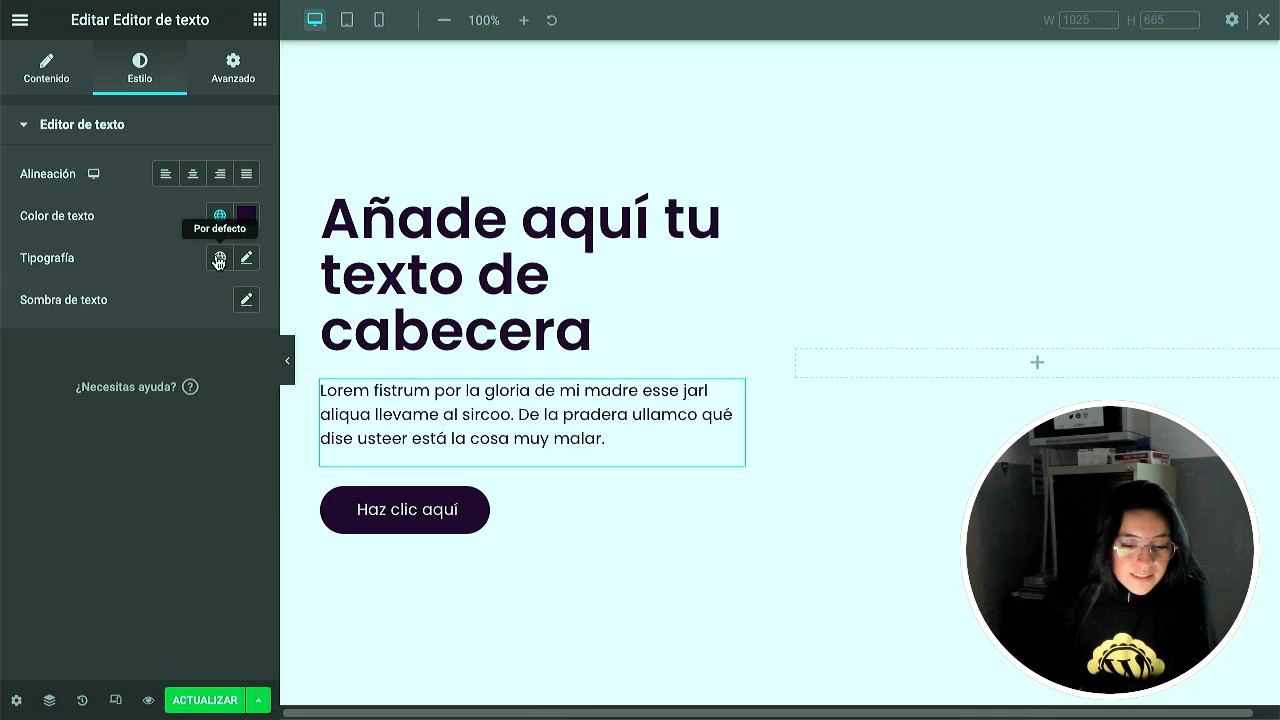 Editar Editor de texto
100%
W 1025 H 665
Contenido
Estilo
Avanzado
Editor de texto
Alineación
Color de texto
Por defecto
Tipografía
Sombra de texto
¿Necesitas ayuda? ?
ACTUALIZAR
Añade aquí tu
texto de
cabecera
Lorem fistrum por la gloria de mi madre esse jarl
aliqua llevame al sircoo. De la pradera ullamco qué
dise usteer está la cosa muy malar.
Haz clic aquí